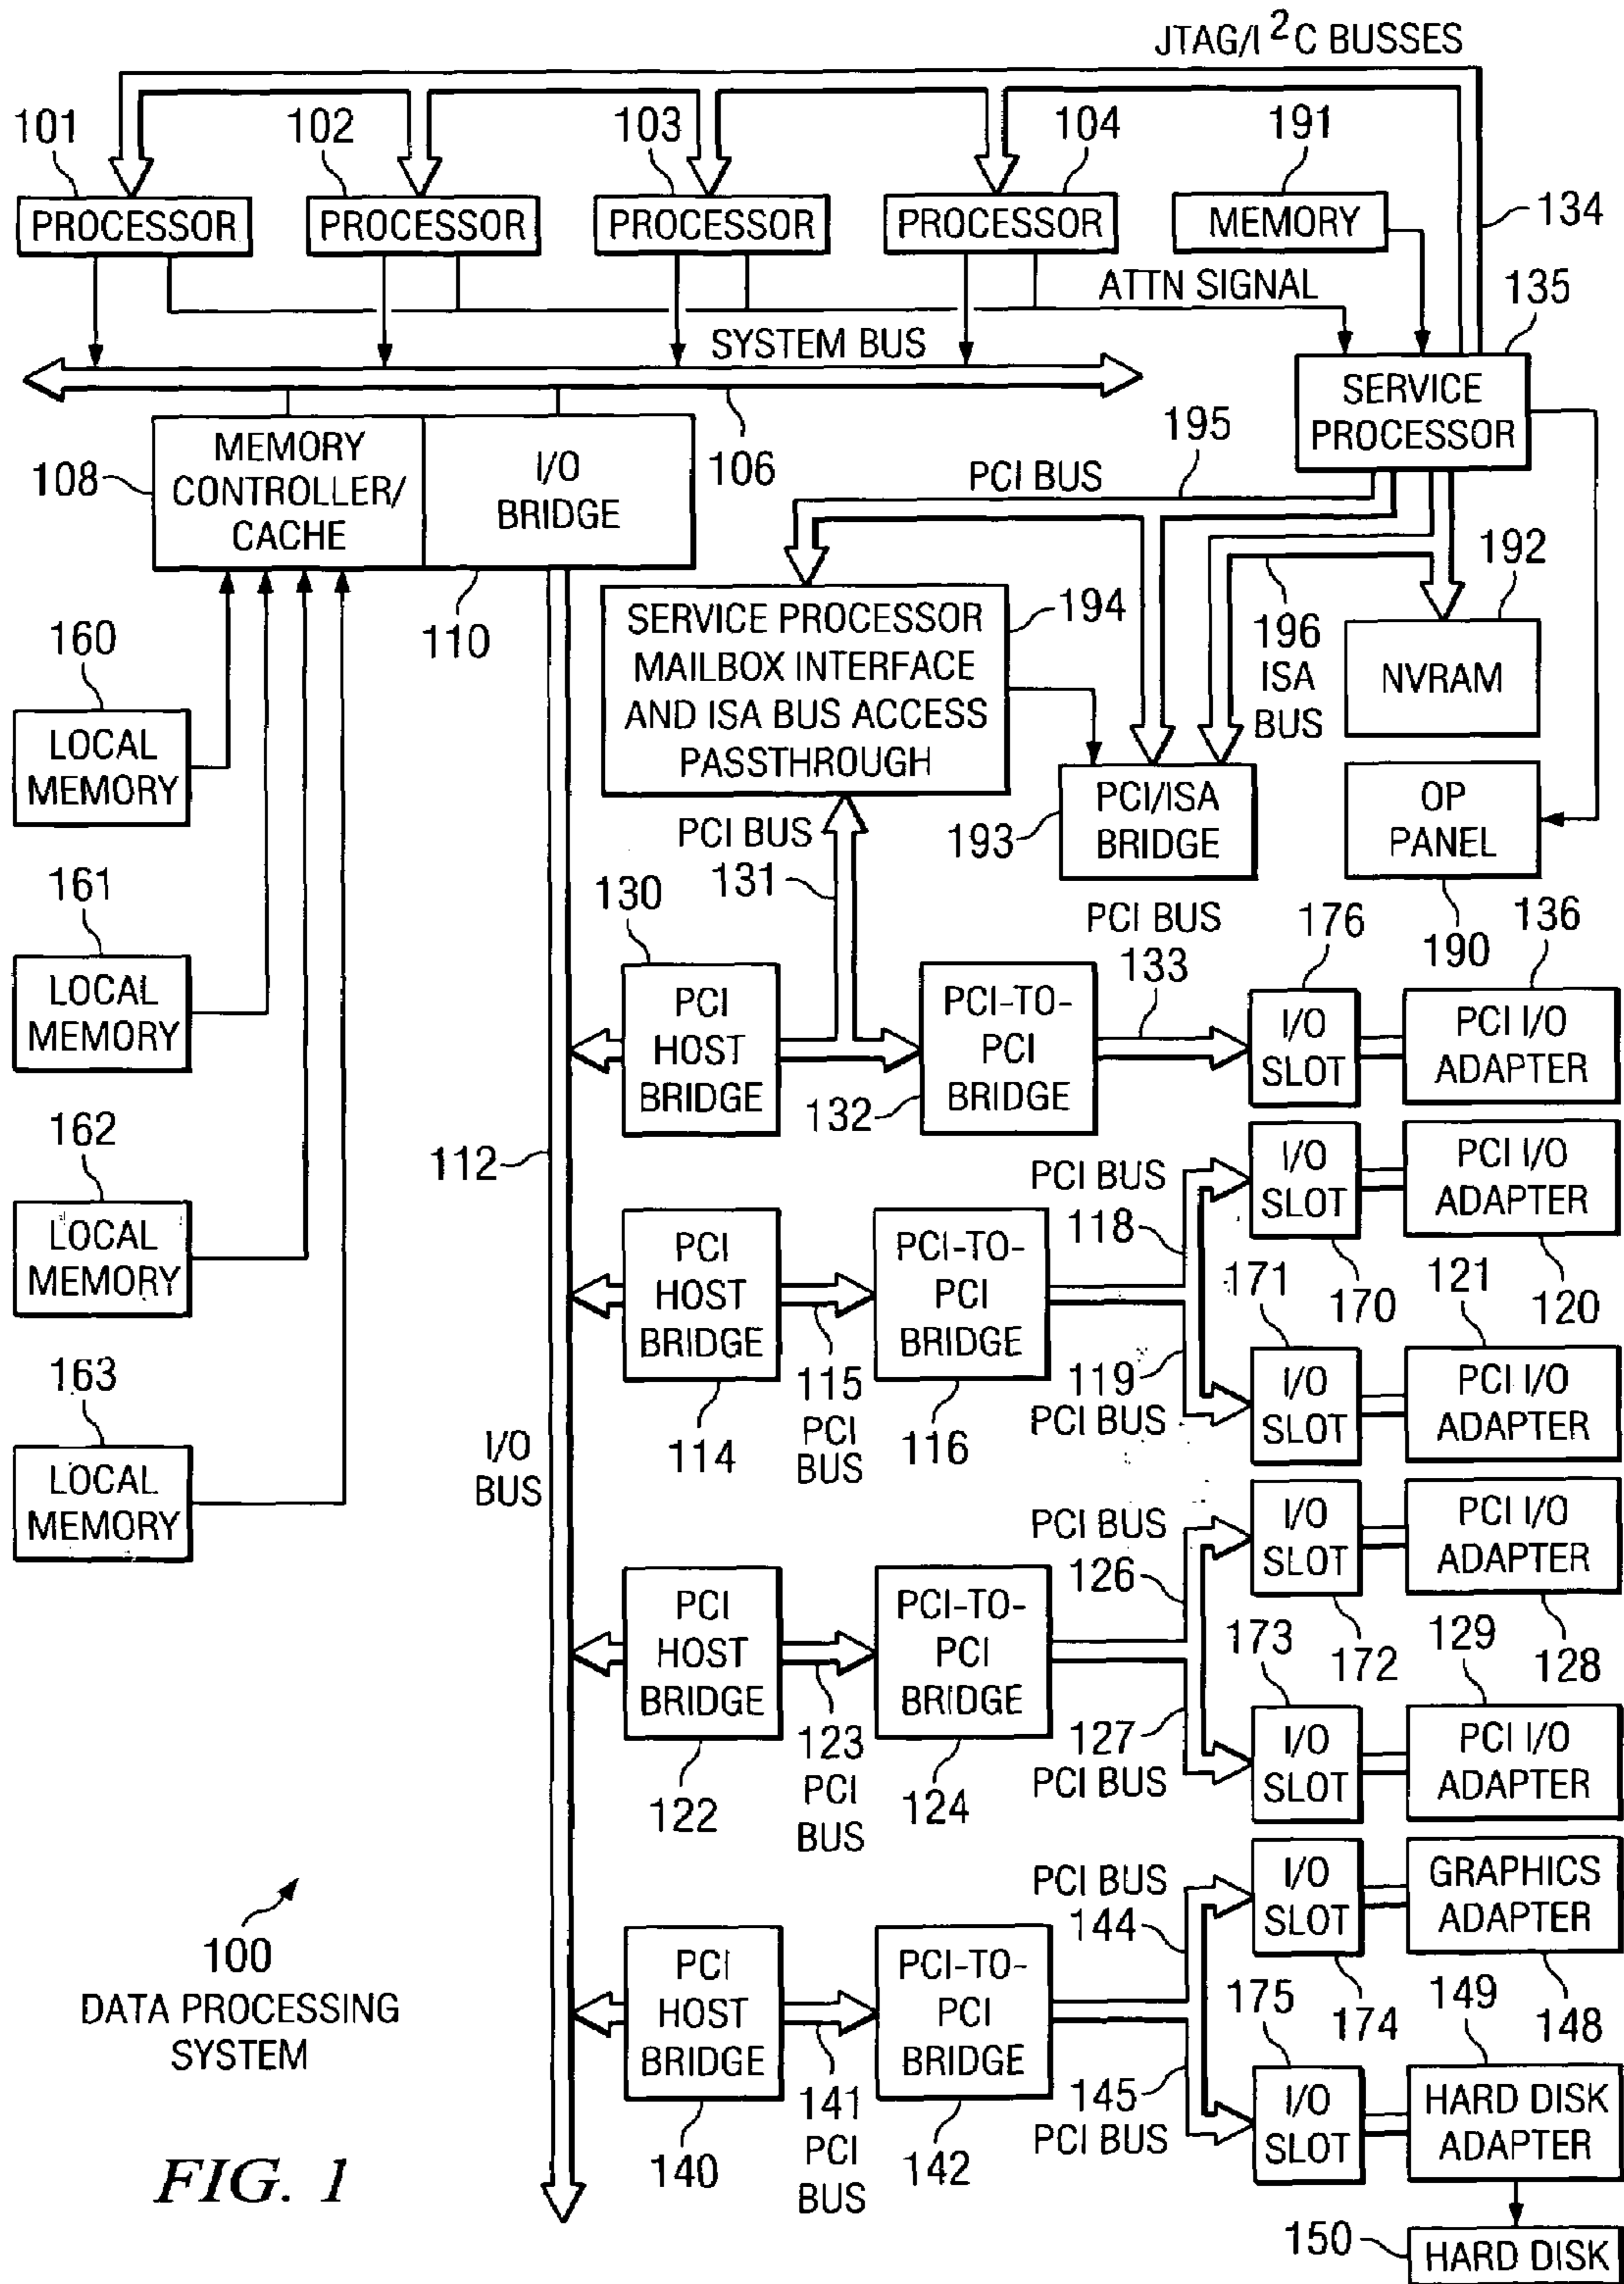 JTAG/I²C BUSSES
101
102
103
104
191
PROCESSOR
PROCESSOR
PROCESSOR
PROCESSOR
MEMORY
134
ATTN SIGNAL
135
SYSTEM BUS
SERVICE
PROCESSOR
108
MEMORY
CONTROLLER/
CACHE
I/O
BRIDGE
106
110
195
PCI BUS
192
194
SERVICE PROCESSOR
MAILBOX INTERFACE
AND ISA BUS ACCESS
PASSTHROUGH
196
ISA
BUS
NVRAM
160
LOCAL
MEMORY
PCI BUS
131
193
PCI/ISA
BRIDGE
OP
PANEL
190
161
LOCAL
MEMORY
130
PCI
HOST
BRIDGE
132
PCI-TO-
PCI
BRIDGE
PCI BUS
133
176
I/O
SLOT
136
PCI I/O
ADAPTER
162
LOCAL
MEMORY
112
PCI
HOST
BRIDGE
114
115
PCI
BUS
PCI-TO-
PCI
BRIDGE
116
PCI BUS
118
I/O
SLOT
170
PCI I/O
ADAPTER
120
119
PCI BUS
171
I/O
SLOT
121
PCI I/O
ADAPTER
163
LOCAL
MEMORY
I/O
BUS
PCI
HOST
BRIDGE
122
123
PCI
BUS
PCI-TO-
PCI
BRIDGE
124
PCI BUS
126
I/O
SLOT
172
PCI I/O
ADAPTER
128
127
PCI BUS
173
I/O
SLOT
129
PCI I/O
ADAPTER
100
DATA PROCESSING
SYSTEM
PCI
HOST
BRIDGE
140
141
PCI
BUS
PCI-TO-
PCI
BRIDGE
142
PCI BUS
144
I/O
SLOT
174
GRAPHICS
ADAPTER
148
145
PCI BUS
175
I/O
SLOT
149
HARD DISK
ADAPTER
150
HARD DISK
FIG. 1